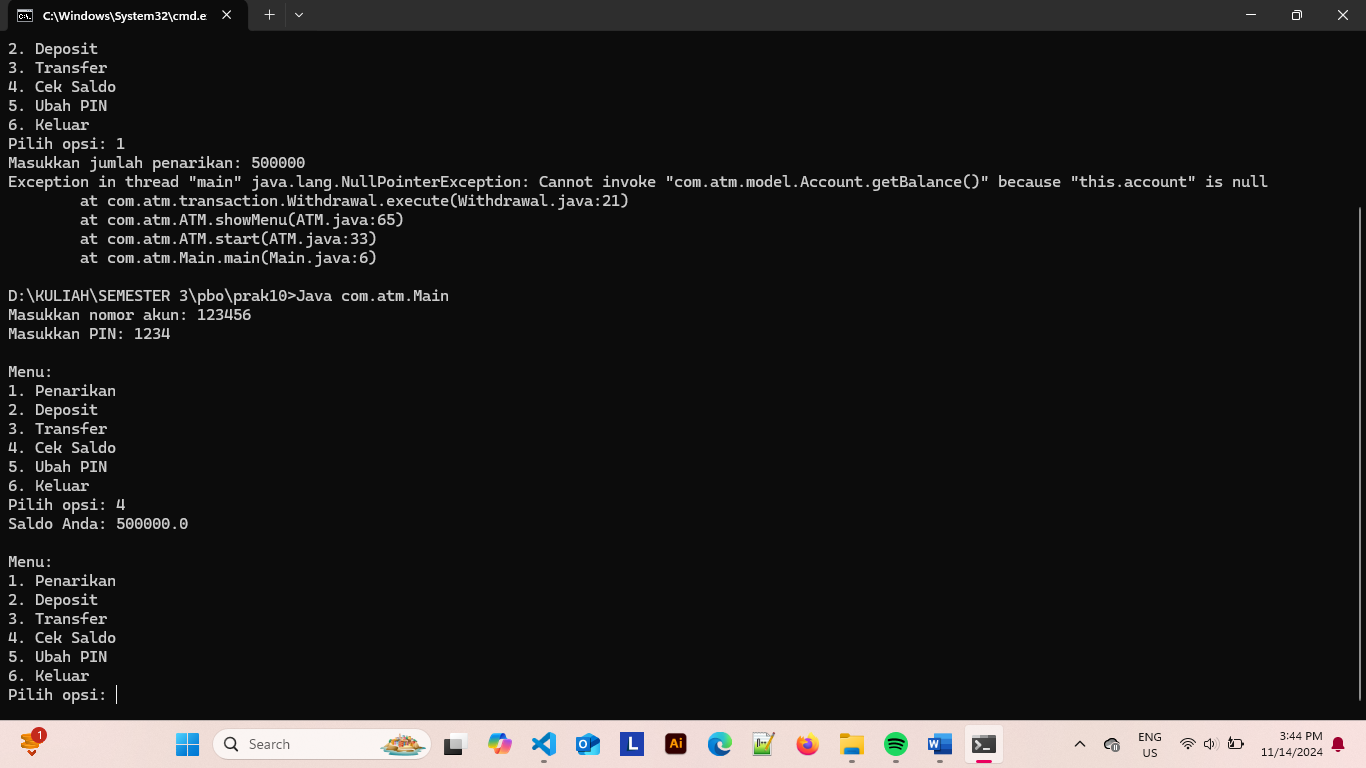 C:\Windows\System32\cmd.e
2. Deposit
3. Transfer
4. Cek Saldo
5. Ubah PIN
6. Keluar
Pilih opsi: 1
Masukkan jumlah penarikan: 500000
Exception in thread "main" java.lang.NullPointerException: Cannot invoke "com.atm.model.Account.getBalance()" because "this.account" is null
at com.atm.transaction.Withdrawal.execute(Withdrawal.java:21)
at com.atm.ATM.showMenu(ATM.java:65)
at com.atm.ATM.start(ATM.java:33)
at com.atm.Main.main(Main.java:6)
D:\KULIAH\SEMESTER 3\pbo\prak10>Java com.atm.Main
Masukkan nomor akun: 123456
Masukkan PIN: 1234
Menu:
1. Penarikan
2. Deposit
3. Transfer
4. Cek Saldo
5. Ubah PIN
6. Keluar
Pilih opsi: 4
Saldo Anda: 500000.0
Menu:
1. Penarikan
2. Deposit
3. Transfer
4. Cek Saldo
5. Ubah PIN
6. Keluar
Pilih opsi:
1
Search
L
Ai
W
ENG
US
3:44 PM
11/14/2024